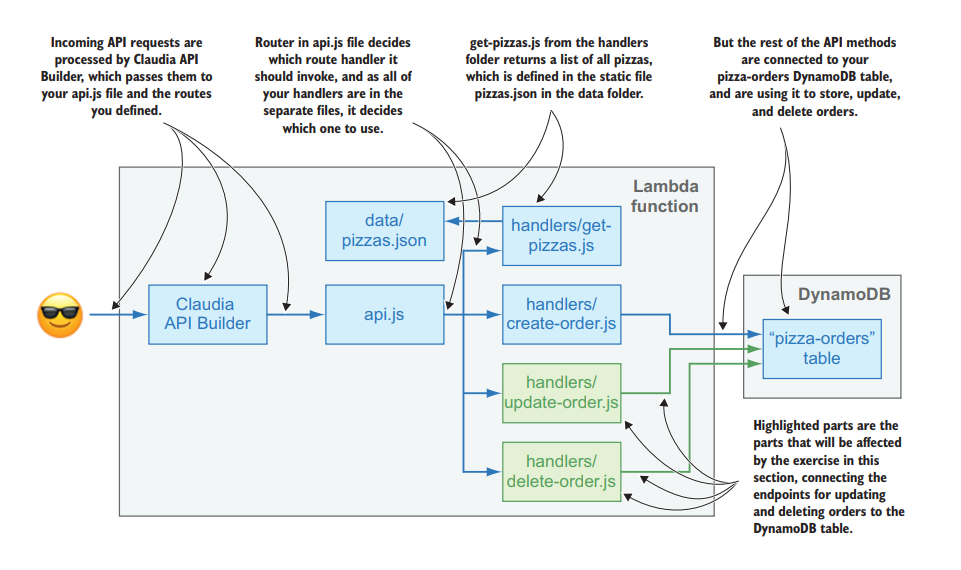 Incoming API requests are
processed by Claudia API
Builder, which passes them to
your api.js file and the routes
you defined.
Router in api.js file decides
which route handler it
should invoke, and as all of
your handlers are in the
separate files, it decides
which one to use.
get-pizzas.js from the handlers
folder returns a list of all pizzas,
which is defined in the static file
pizzas.json in the data folder.
But the rest of the API methods
are connected to your
pizza-orders DynamoDB table,
and are using it to store, update,
and delete orders.
Lambda
function
data/
pizzas.json
handlers/get-
pizzas.js
Claudia
API Builder
api.js
handlers/
create-order.js
DynamoDB
“pizza-orders”
table
handlers/
update-order.js
handlers/
delete-order.js
Highlighted parts are the
parts that will be affected
by the exercise in this
section, connecting the
endpoints for updating
and deleting orders to the
DynamoDB table.